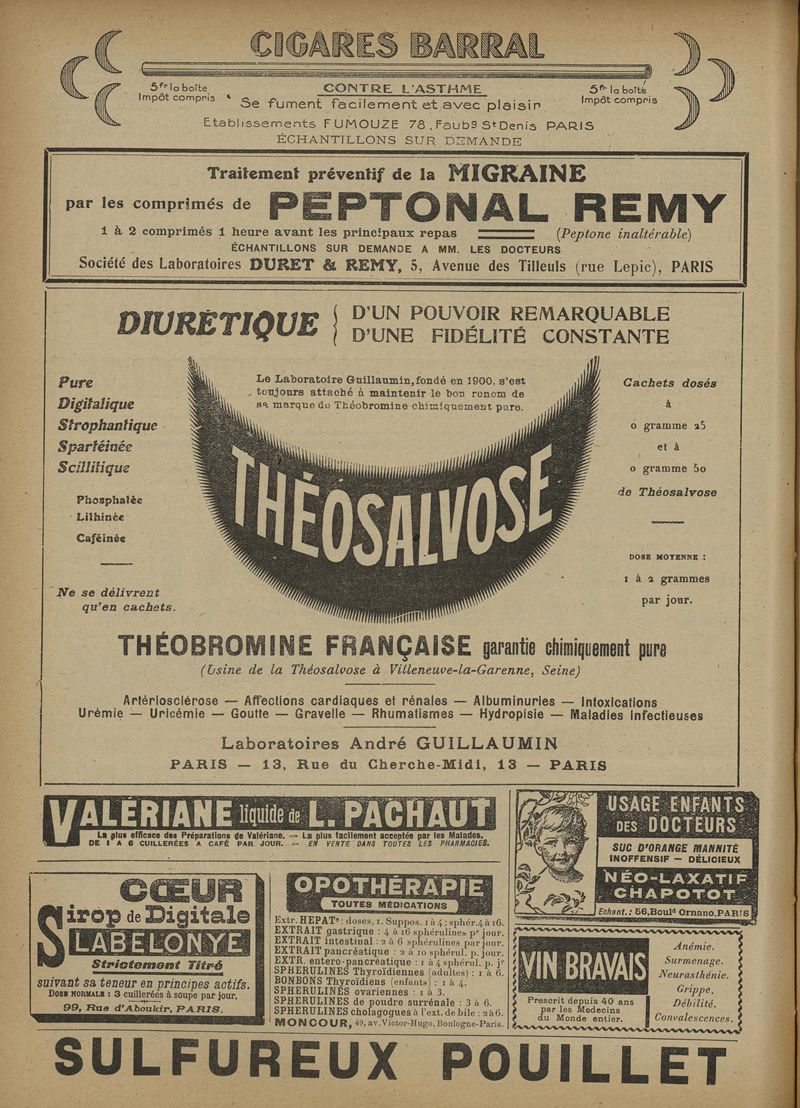 CIGARES BARRAL
5fr la boîte
Impôt compris
CONTRE L'ASTHME
Se fument facilement et avec plaisir
5fr la boîte
Impôt compris
Etablissements FUMOUZE 78, Faubg St Denis PARIS
ÉCHANTILLONS SUR DEMANDE
Traitement préventif de la MIGRAINE
par les comprimés de PEPTONAL REMY
1 à 2 comprimés 1 heure avant les principaux repas (Peptone inaltérable)
ÉCHANTILLONS SUR DEMANDE A MM. LES DOCTEURS
Société des Laboratoires DURET & REMY, 5, Avenue des Tilleuls (rue Lepic), PARIS
DIURÉTIQUE
D'UN POUVOIR REMARQUABLE
D'UNE FIDÉLITÉ CONSTANTE
Pure
Digitalique
Strophantique
Spartéinée
Scillitique
Phosphatée
Lithinée
Caféinée
Ne se délivrent
qu'en cachets.
Le Laboratoire Guillaumin, fondé en 1900, s'est
toujours attaché à maintenir le bon renom de
sa marque de Théobromine chimiquement pure.
THÉOSALVOSE
Cachets dosés
à
0 gramme 25
et à
0 gramme 50
de Théosalvose
DOSE MOYENNE :
1 à 2 grammes
par jour.
THÉOBROMINE FRANÇAISE garantie chimiquement pure
(Usine de la Théosalvose à Villeneuve-la-Garenne, Seine)
Artériosclérose — Affections cardiaques et rénales — Albuminuries — Intoxications
Urémie — Uricémie — Goutte — Gravelle — Rhumatismes — Hydropisie — Maladies infectieuses
Laboratoires André GUILLAUMIN
PARIS — 13, Rue du Cherche-Midi, 13 — PARIS
VALÉRIANE liquide de L. PACHAUT
La plus efficace des Préparations de Valériane. — La plus facilement acceptée par les Malades.
DE 1 A 6 CUILLERÉES A CAFÉ PAR JOUR. — EN VENTE DANS TOUTES LES PHARMACIES.
USAGE ENFANTS
DES DOCTEURS
SUC D'ORANGE MANNITÉ
INOFFENSIF — DÉLICIEUX
NÉO-LAXATIF
CHAPOTOT
Echant.: 56, Bould Ornano, PARIS
CŒUR
Sirop de Digitale
LABELONYE
Strictement Titré
suivant sa teneur en principes actifs.
DOSE NORMALE : 3 cuillerées à soupe par jour.
99, Rue d'Aboukir, PARIS.
OPOTHÉRAPIE
TOUTES MÉDICATIONS
Extr. HEPATe : doses, 1. Suppos. 1 à 4 ; sphér. 4 à 16.
EXTRAIT gastrique : 4 à 16 sphérulines pr jour.
EXTRAIT intestinal : 2 à 6 sphérulines par jour.
EXTRAIT pancréatique : 2 à 10 sphérul. p. jour.
EXTR. entero-pancréatique : 1 à 4 sphérul. p. jr
SPHERULINES Thyroïdiennes (adultes) : 1 à 6.
BONBONS Thyroïdiens (enfants) : 1 à 4.
SPHERULINES ovariennes : 1 à 3.
SPHERULINES de poudre surrénale : 3 à 6.
SPHERULINES cholagogues à l'ext. de bile : 2 à 6.
MONCOUR, 49, av. Victor-Hugo, Boulogne-Paris.
VIN BRAVAIS
Prescrit depuis 40 ans
par les Medecins
du Monde entier.
Anémie.
Surmenage.
Neurasthénie.
Grippe.
Débilité.
Convalescences.
SULFUREUX POUILLET